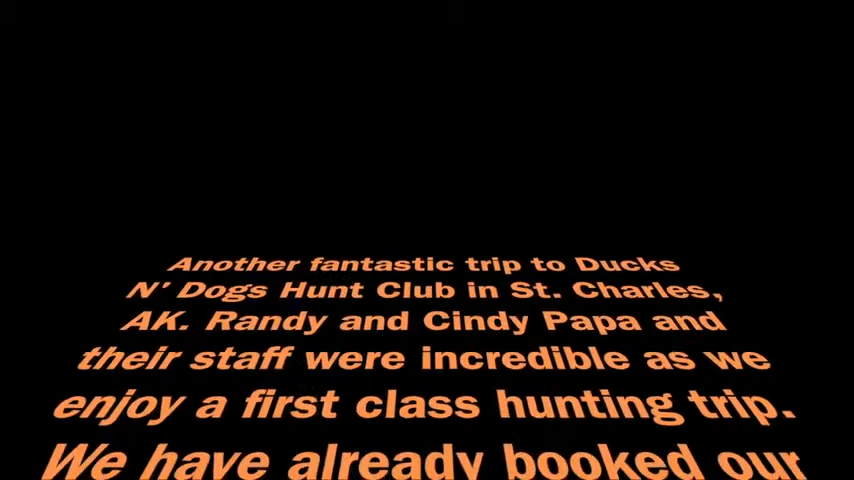 Another fantastic trip to Ducks
N' Dogs Hunt Club in St. Charles,
AK. Randy and Cindy Papa and
their staff were incredible as we
enjoy a first class hunting trip.
We have already booked our